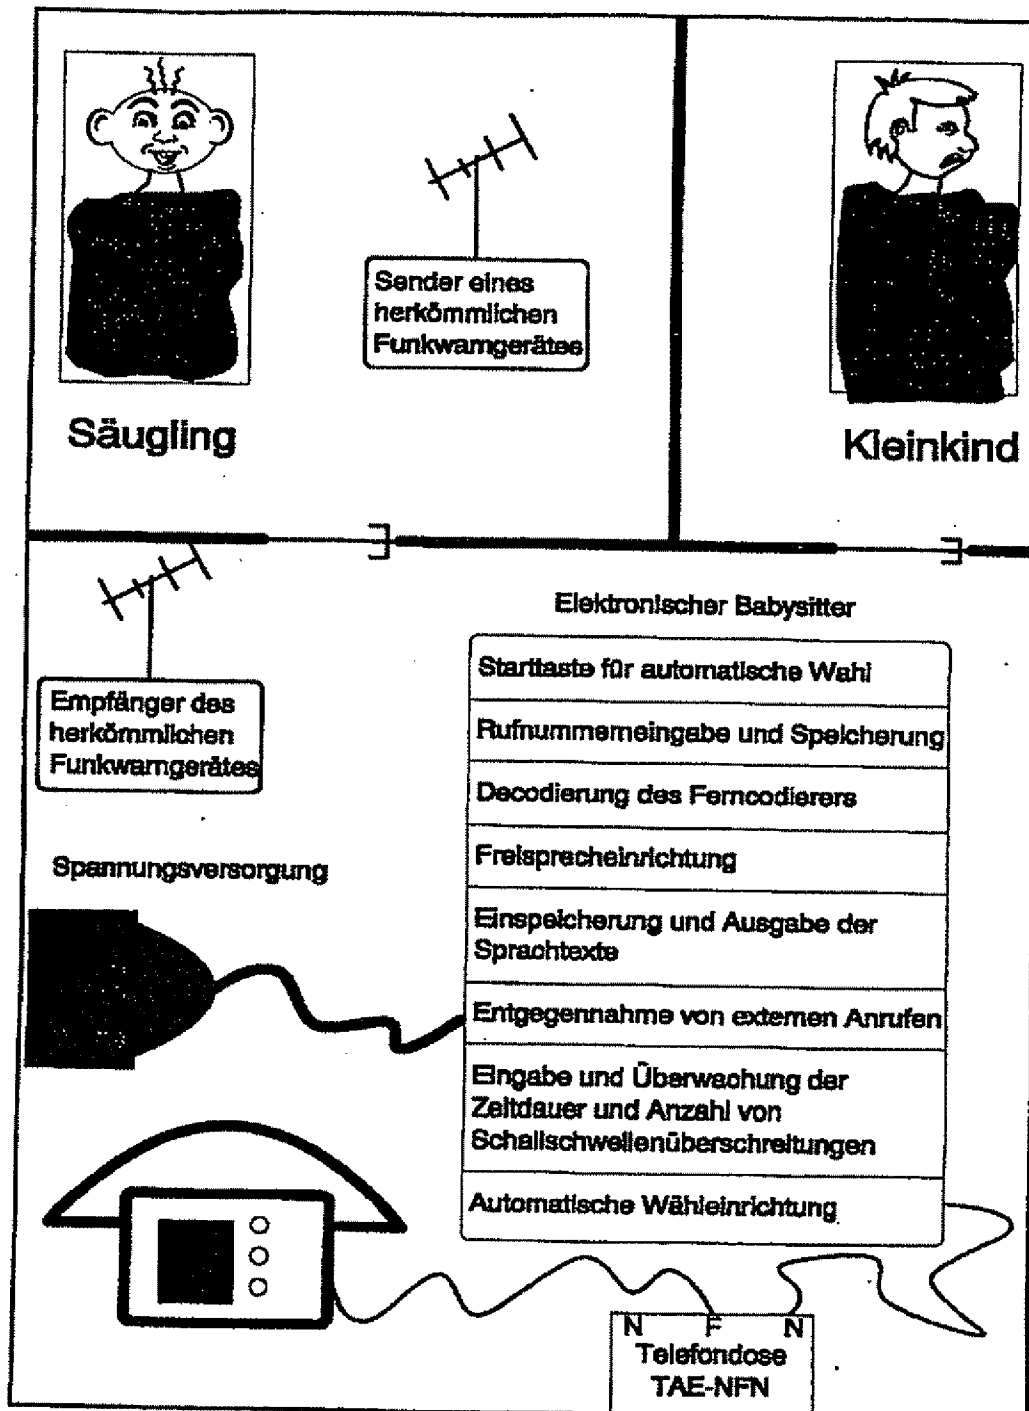 Sender eines
herkömmlichen
Funkwarngerätes
Säugling
Kleinkind
Elektronischer Babysitter
Starttaste für automatische Wahl
Rufnummerneingabe und Speicherung
Decodierung des Ferncodierers
Freisprecheinrichtung
Einspeicherung und Ausgabe der
Sprachtexte
Entgegennahme von externen Anrufen
Eingabe und Überwachung der
Zeitdauer und Anzahl von
Schallschwellenüberschreitungen
Automatische Wähleinrichtung
Empfänger des
herkömmlichen
Funkwarngerätes
Spannungsversorgung
N F N
Telefondose
TAE-NFN